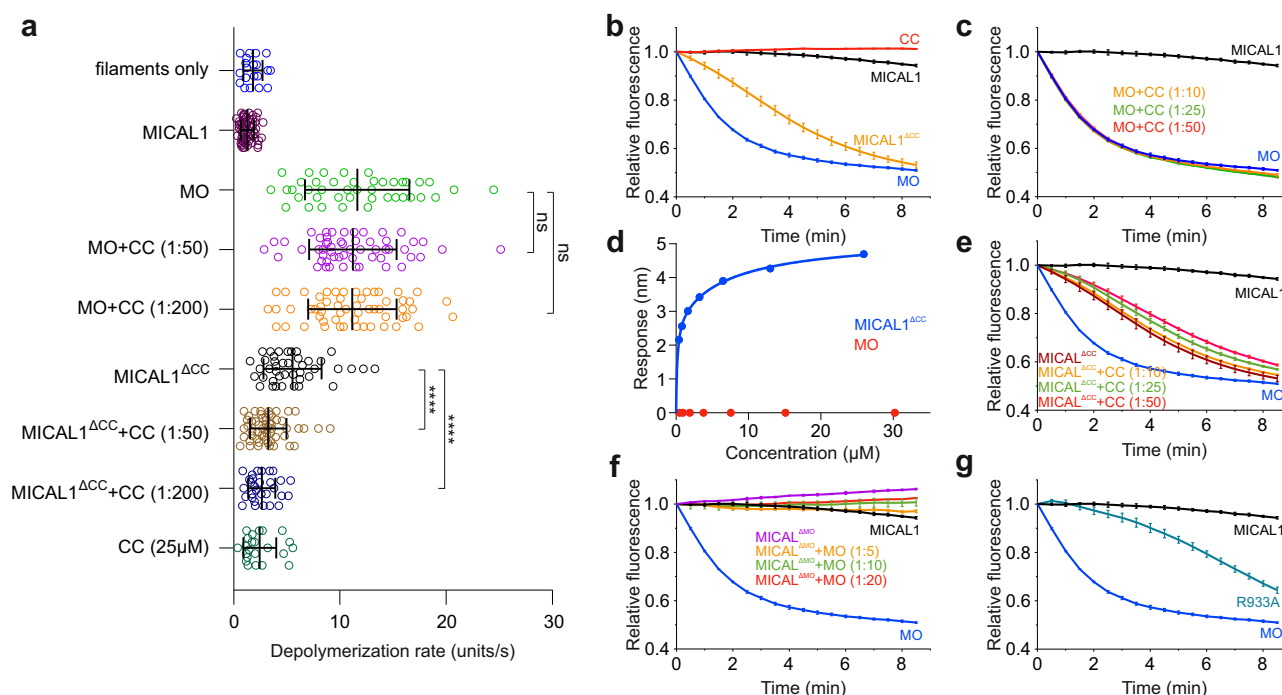 a
filaments only
MICAL1
MO
MO+CC (1:50)
MO+CC (1:200)
MICAL1ΔCC
MICAL1ΔCC+CC (1:50)
MICAL1ΔCC+CC (1:200)
CC (25μM)
ns
ns
****
****
0 10 20 30
Depolymerization rate (units/s)
b
Relative fluorescence
1.0
0.8
0.6
0.4
CC
MICAL1
MICAL1ΔCC
MO
0 2 4 6 8
Time (min)
c
Relative fluorescence
1.0
0.8
0.6
0.4
MICAL1
MO+CC (1:10)
MO+CC (1:25)
MO+CC (1:50)
MO
0 2 4 6 8
Time (min)
d
Response (nm)
5
4
3
2
1
0
MICAL1ΔCC
MO
0 10 20 30
Concentration (μM)
e
Relative fluorescence
1.0
0.8
0.6
0.4
MICAL1
MICALΔCC
MICALΔCC+CC (1:10)
MICALΔCC+CC (1:25)
MICALΔCC+CC (1:50)
MO
0 2 4 6 8
Time (min)
f
Relative fluorescence
1.0
0.8
0.6
0.4
MICAL1
MICALΔMO
MICALΔMO+MO (1:5)
MICALΔMO+MO (1:10)
MICALΔMO+MO (1:20)
MO
0 2 4 6 8
Time (min)
g
Relative fluorescence
1.0
0.8
0.6
0.4
MICAL1
R933A
MO
0 2 4 6 8
Time (min)